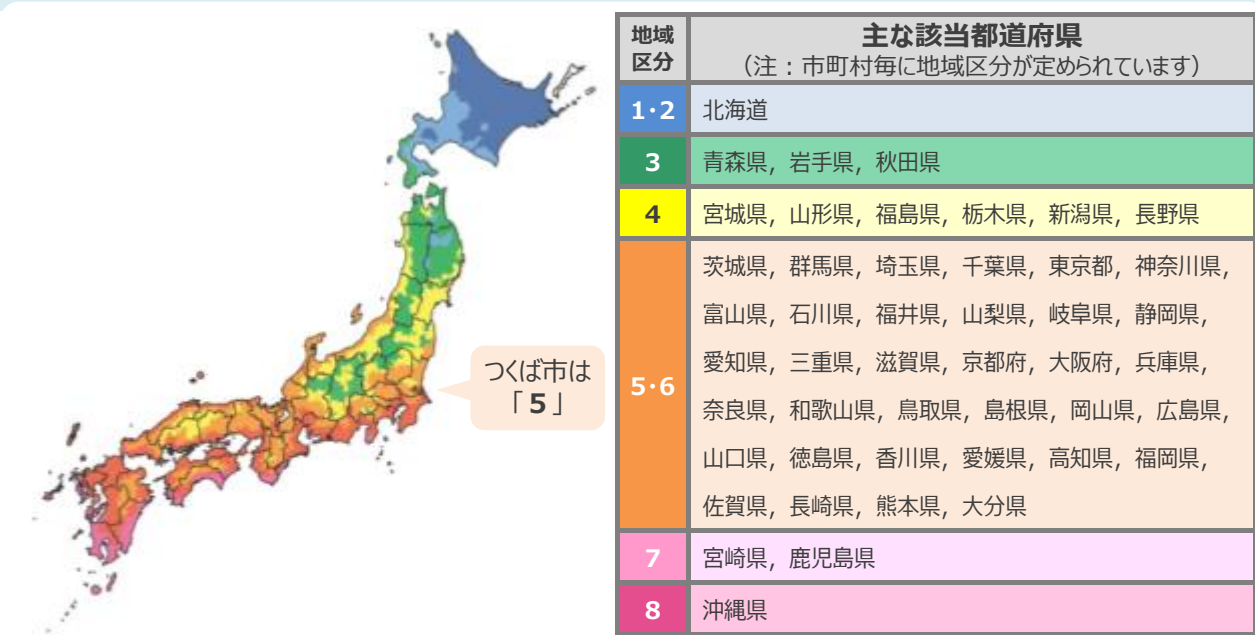 つくば市は
「5」
地域
区分
主な該当都道府県
（注：市町村毎に地域区分が定められています）
1・2
北海道
3
青森県，岩手県，秋田県
4
宮城県，山形県，福島県，栃木県，新潟県，長野県
5・6
茨城県，群馬県，埼玉県，千葉県，東京都，神奈川県，
富山県，石川県，福井県，山梨県，岐阜県，静岡県，
愛知県，三重県，滋賀県，京都府，大阪府，兵庫県，
奈良県，和歌山県，鳥取県，島根県，岡山県，広島県，
山口県，徳島県，香川県，愛媛県，高知県，福岡県，
佐賀県，長崎県，熊本県，大分県
7
宮崎県，鹿児島県
8
沖縄県